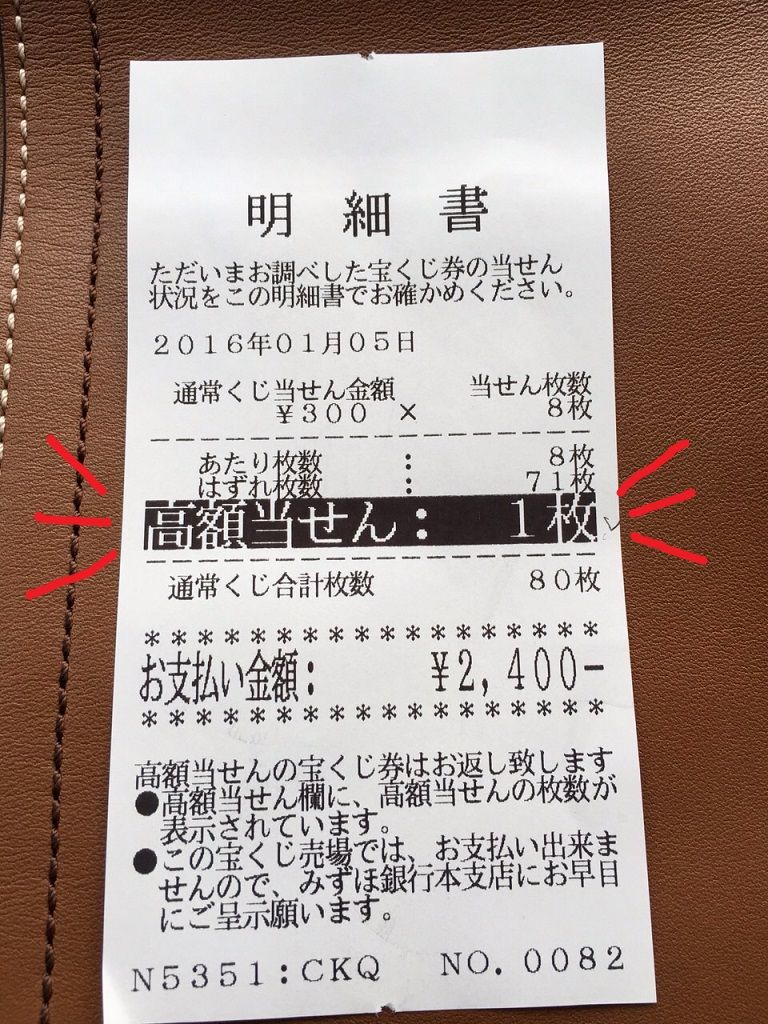 明細書
ただいまお調べした宝くじ券の当せん
状況をこの明細書でお確かめください。
2016年01月05日
通常くじ当せん金額 当せん枚数
¥300 × 8枚
あたり枚数 : 8枚
はずれ枚数 : 71枚
高額当せん: 1枚
通常くじ合計枚数 80枚
******************
お支払い金額: ¥2,400-
******************
高額当せんの宝くじ券はお返し致します
●高額当せん欄に、高額当せんの枚数が
表示されています。
●この宝くじ売場では、お支払い出来ま
せんので、みずほ銀行本支店にお早目
にご呈示願います。
N5351:CKQ NO.0082